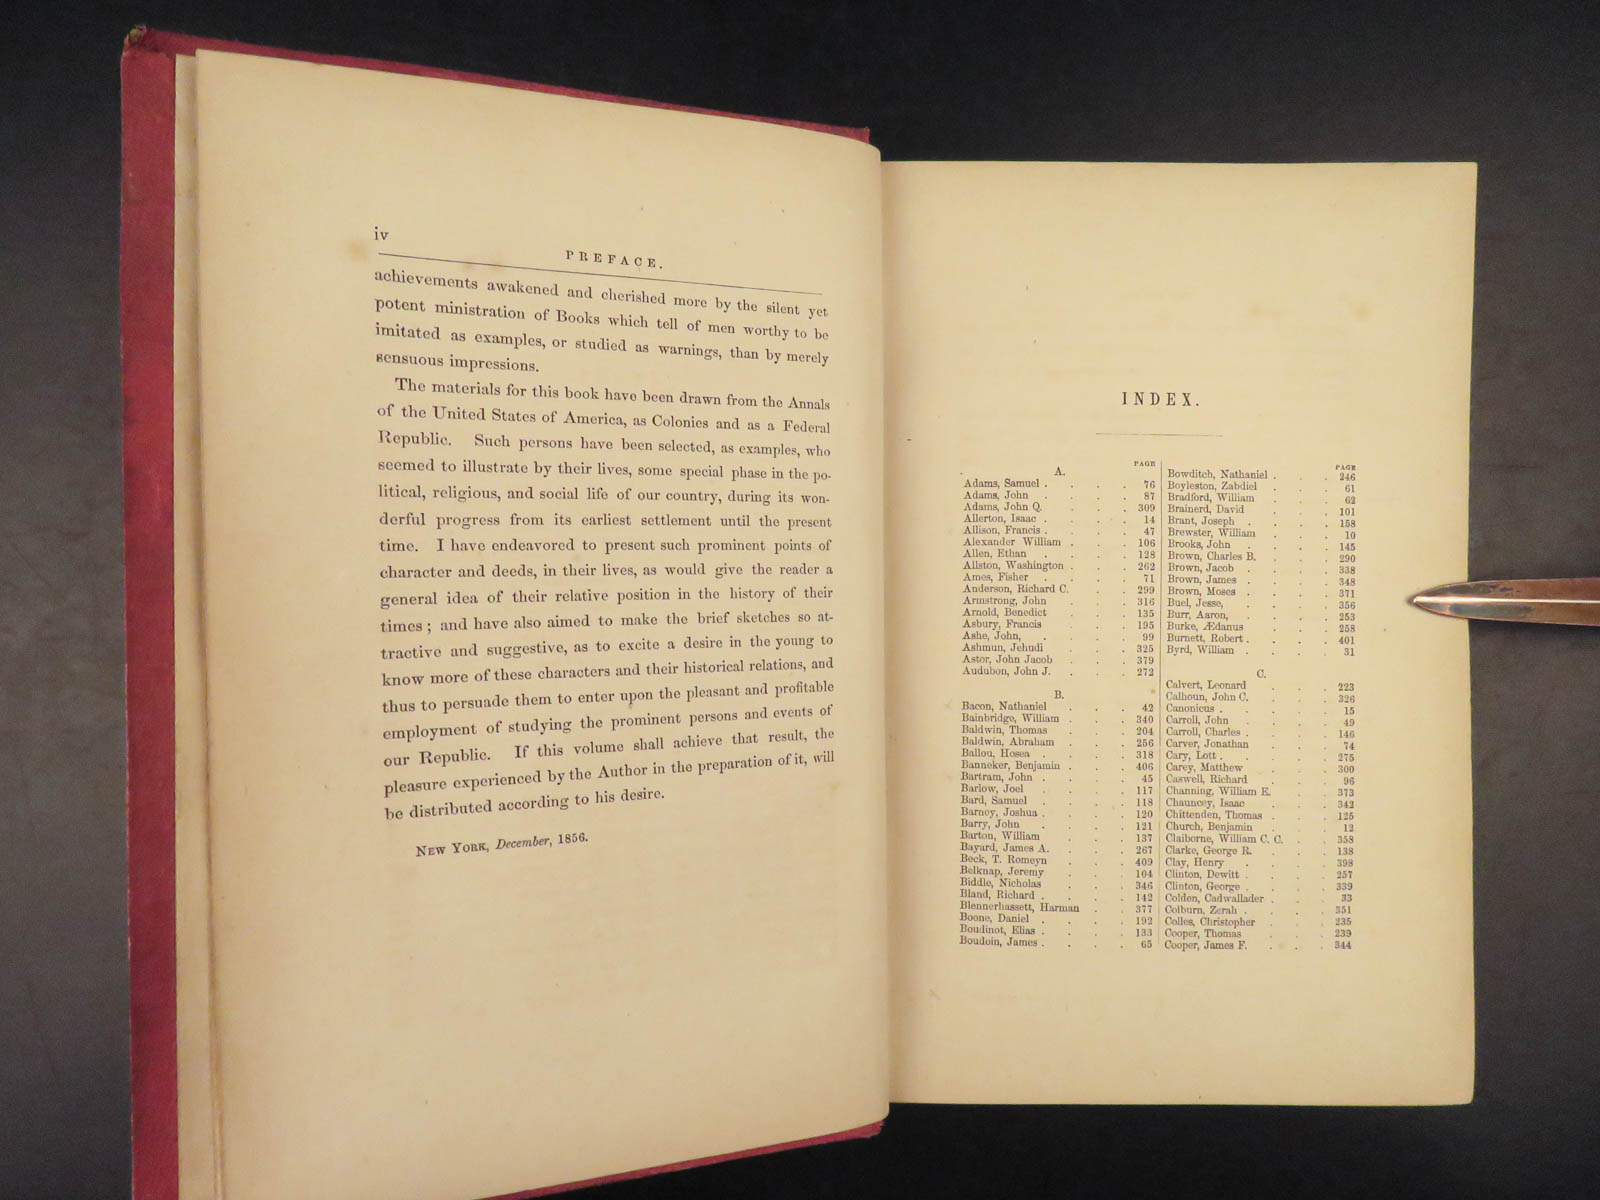 iv
PREFACE.
achievements awakened and cherished more by the silent yet
potent ministration of Books which tell of men worthy to be
imitated as examples, or studied as warnings, than by merely
sensuous impressions.
The materials for this book have been drawn from the Annals
of the United States of America, as Colonies and as a Federal
Republic. Such persons have been selected, as examples, who
seemed to illustrate by their lives, some special phase in the po-
litical, religious, and social life of our country, during its won-
derful progress from its earliest settlement until the present
time. I have endeavored to present such prominent points of
character and deeds, in their lives, as would give the reader a
general idea of their relative position in the history of their
times; and have also aimed to make the brief sketches so at-
tractive and suggestive, as to excite a desire in the young to
know more of these characters and their historical relations, and
thus to persuade them to enter upon the pleasant and profitable
employment of studying the prominent persons and events of
our Republic. If this volume shall achieve that result, the
pleasure experienced by the Author in the preparation of it, will
be distributed according to his desire.
NEW YORK, December, 1856.
INDEX.
PAGE
A.
Adams, Samuel . . . . 76
Adams, John . . . . 87
Adams, John Q. . . . 309
Allerton, Isaac . . . . 14
Allison, Francis . . . . 47
Alexander William . . . 106
Allen, Ethan . . . . 128
Allston, Washington . . . 262
Ames, Fisher . . . . 71
Anderson, Richard C. . . 299
Armstrong, John . . . 316
Arnold, Benedict . . . 135
Asbury, Francis . . . 195
Ashe, John, . . . . 99
Ashmun, Jehudi . . . 325
Astor, John Jacob . . . 379
Audubon, John J. . . . 272
B.
Bacon, Nathaniel . . . 42
Bainbridge, William . . . 340
Baldwin, Thomas . . . 204
Baldwin, Abraham . . . 256
Ballou, Hosea . . . . 318
Banneker, Benjamin . . . 406
Bartram, John . . . . 45
Barlow, Joel . . . . 117
Bard, Samuel . . . . 118
Barney, Joshua . . . . 120
Barry, John . . . . 121
Barton, William . . . 137
Bayard, James A. . . . 267
Beck, T. Romeyn . . . 409
Belknap, Jeremy . . . 104
Biddle, Nicholas . . . 346
Bland, Richard . . . . 142
Blennerhassett, Harman . . 377
Boone, Daniel . . . . 192
Boudinot, Elias . . . . 133
Boudoin, James . . . . 65
PAGE
Bowditch, Nathaniel . . . 246
Boyleston, Zabdiel . . . 61
Bradford, William . . . 62
Brainerd, David . . . 101
Brant, Joseph . . . . 158
Brewster, William . . . 10
Brooks, John . . . . 145
Brown, Charles B. . . . 290
Brown, Jacob . . . . 338
Brown, James . . . . 348
Brown, Moses . . . . 371
Buel, Jesse, . . . . 356
Burr, Aaron, . . . . 253
Burke, Ædanus . . . 258
Burnett, Robert . . . . 401
Byrd, William . . . . 31
C.
Calvert, Leonard . . . 223
Calhoun, John C. . . . 326
Canonicus . . . . . 15
Carroll, John . . . . 49
Carroll, Charles . . . . 146
Carver, Jonathan . . . 74
Cary, Lott . . . . . 275
Carey, Matthew . . . 300
Caswell, Richard . . . 96
Channing, William E. . . 373
Chauncey, Isaac . . . 342
Chittenden, Thomas . . . 125
Church, Benjamin . . . 12
Claiborne, William C. C. . . 358
Clarke, George R. . . . 138
Clay, Henry . . . . 398
Clinton, Dewitt . . . . 257
Clinton, George . . . . 339
Colden, Cadwallader . . . 33
Colburn, Zerah . . . . 351
Colles, Christopher . . . 235
Cooper, Thomas . . . 239
Cooper, James F. . . . 344